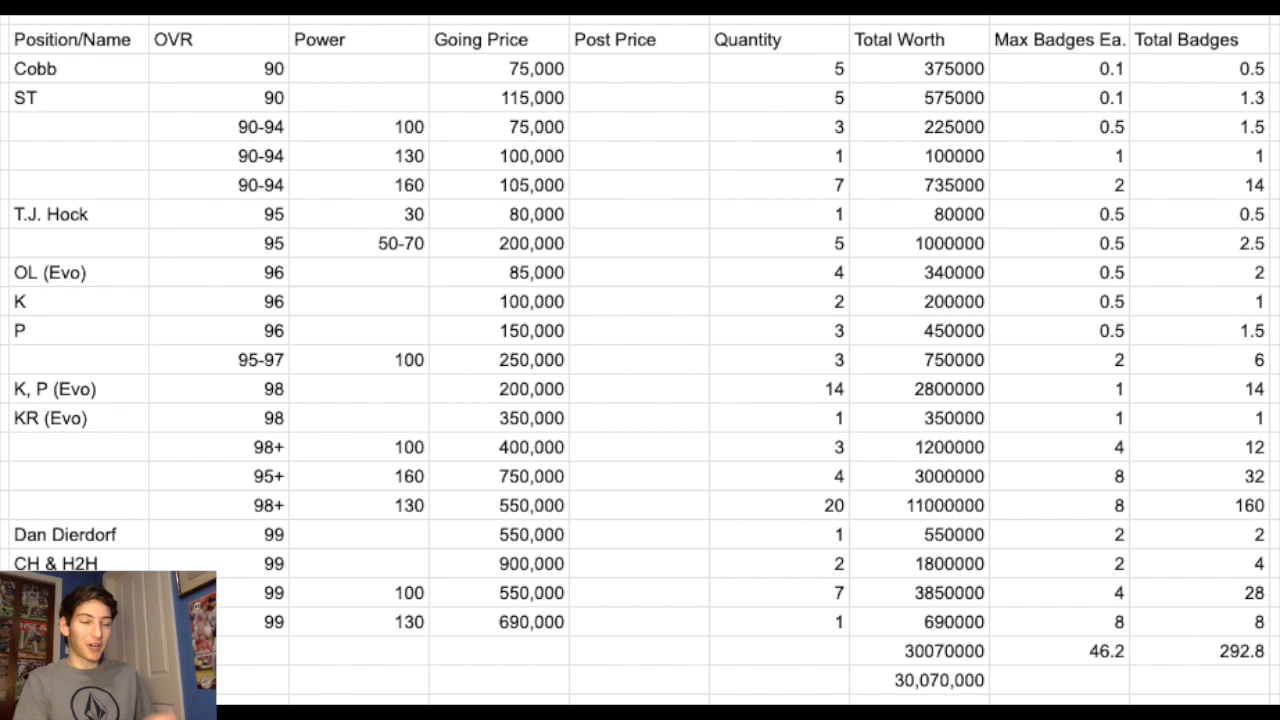 Position/Name OVR Power Going Price Post Price Quantity Total Worth Max Badges Ea. Total Badges
Cobb 90 75,000 5 375000 0.1 0.5
ST 90 115,000 5 575000 0.1 1.3
90-94 100 75,000 3 225000 0.5 1.5
90-94 130 100,000 1 100000 1 1
90-94 160 105,000 7 735000 2 14
T.J. Hock 95 30 80,000 1 80000 0.5 0.5
95 50-70 200,000 5 1000000 0.5 2.5
OL (Evo) 96 85,000 4 340000 0.5 2
K 96 100,000 2 200000 0.5 1
P 96 150,000 3 450000 0.5 1.5
95-97 100 250,000 3 750000 2 6
K, P (Evo) 98 200,000 14 2800000 1 14
KR (Evo) 98 350,000 1 350000 1 1
98+ 100 400,000 3 1200000 4 12
95+ 160 750,000 4 3000000 8 32
98+ 130 550,000 20 11000000 8 160
Dan Dierdorf 99 550,000 1 550000 2 2
CH & H2H 99 900,000 2 1800000 2 4
99 100 550,000 7 3850000 4 28
99 130 690,000 1 690000 8 8
30070000 46.2 292.8
30,070,000